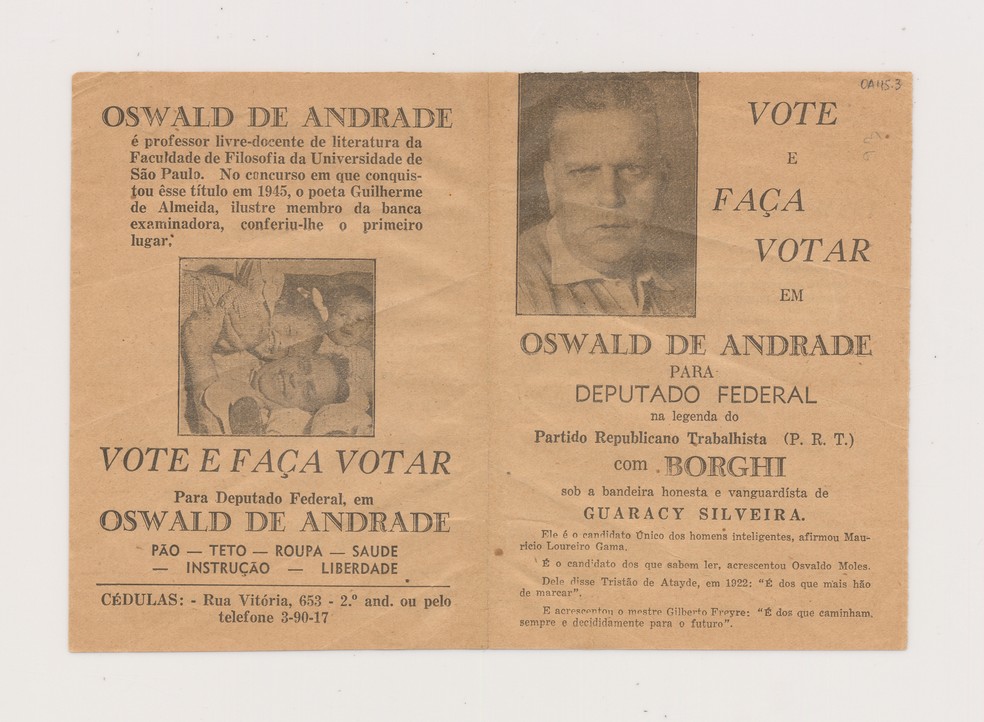 OSWALD DE ANDRADE
é professor livre-docente de literatura da
Faculdade de Filosofia da Universidade de
São Paulo. No concurso em que conquis-
tou êsse título em 1945, o poeta Guilherme
de Almeida, ilustre membro da banca
examinadora, conferiu-lhe o primeiro
lugar.
VOTE E FAÇA VOTAR
Para Deputado Federal, em
OSWALD DE ANDRADE
PÃO — TETO — ROUPA — SAUDE
— INSTRUÇÃO — LIBERDADE
CÉDULAS: - Rua Vitória, 653 - 2.º and. ou pelo
telefone 3-90-17
OA115.3
VOTE
E
FAÇA
VOTAR
EM
OSWALD DE ANDRADE
PARA
DEPUTADO FEDERAL
na legenda do
Partido Republicano Trabalhista (P. R. T.)
com BORGHI
sob a bandeira honesta e vanguardísta de
GUARACY SILVEIRA.
Ele é o candidato Único dos homens inteligentes, afirmou Mau-
rício Loureiro Gama.
É o candidato dos que sabem ler, acrescentou Osvaldo Moles.
Dele disse Tristão de Atayde, em 1922: “É dos que mais hão
de marcar”.
E acrescentou o mestre Gilberto Freyre: “É dos que caminham,
sempre e decididamente para o futuro”.